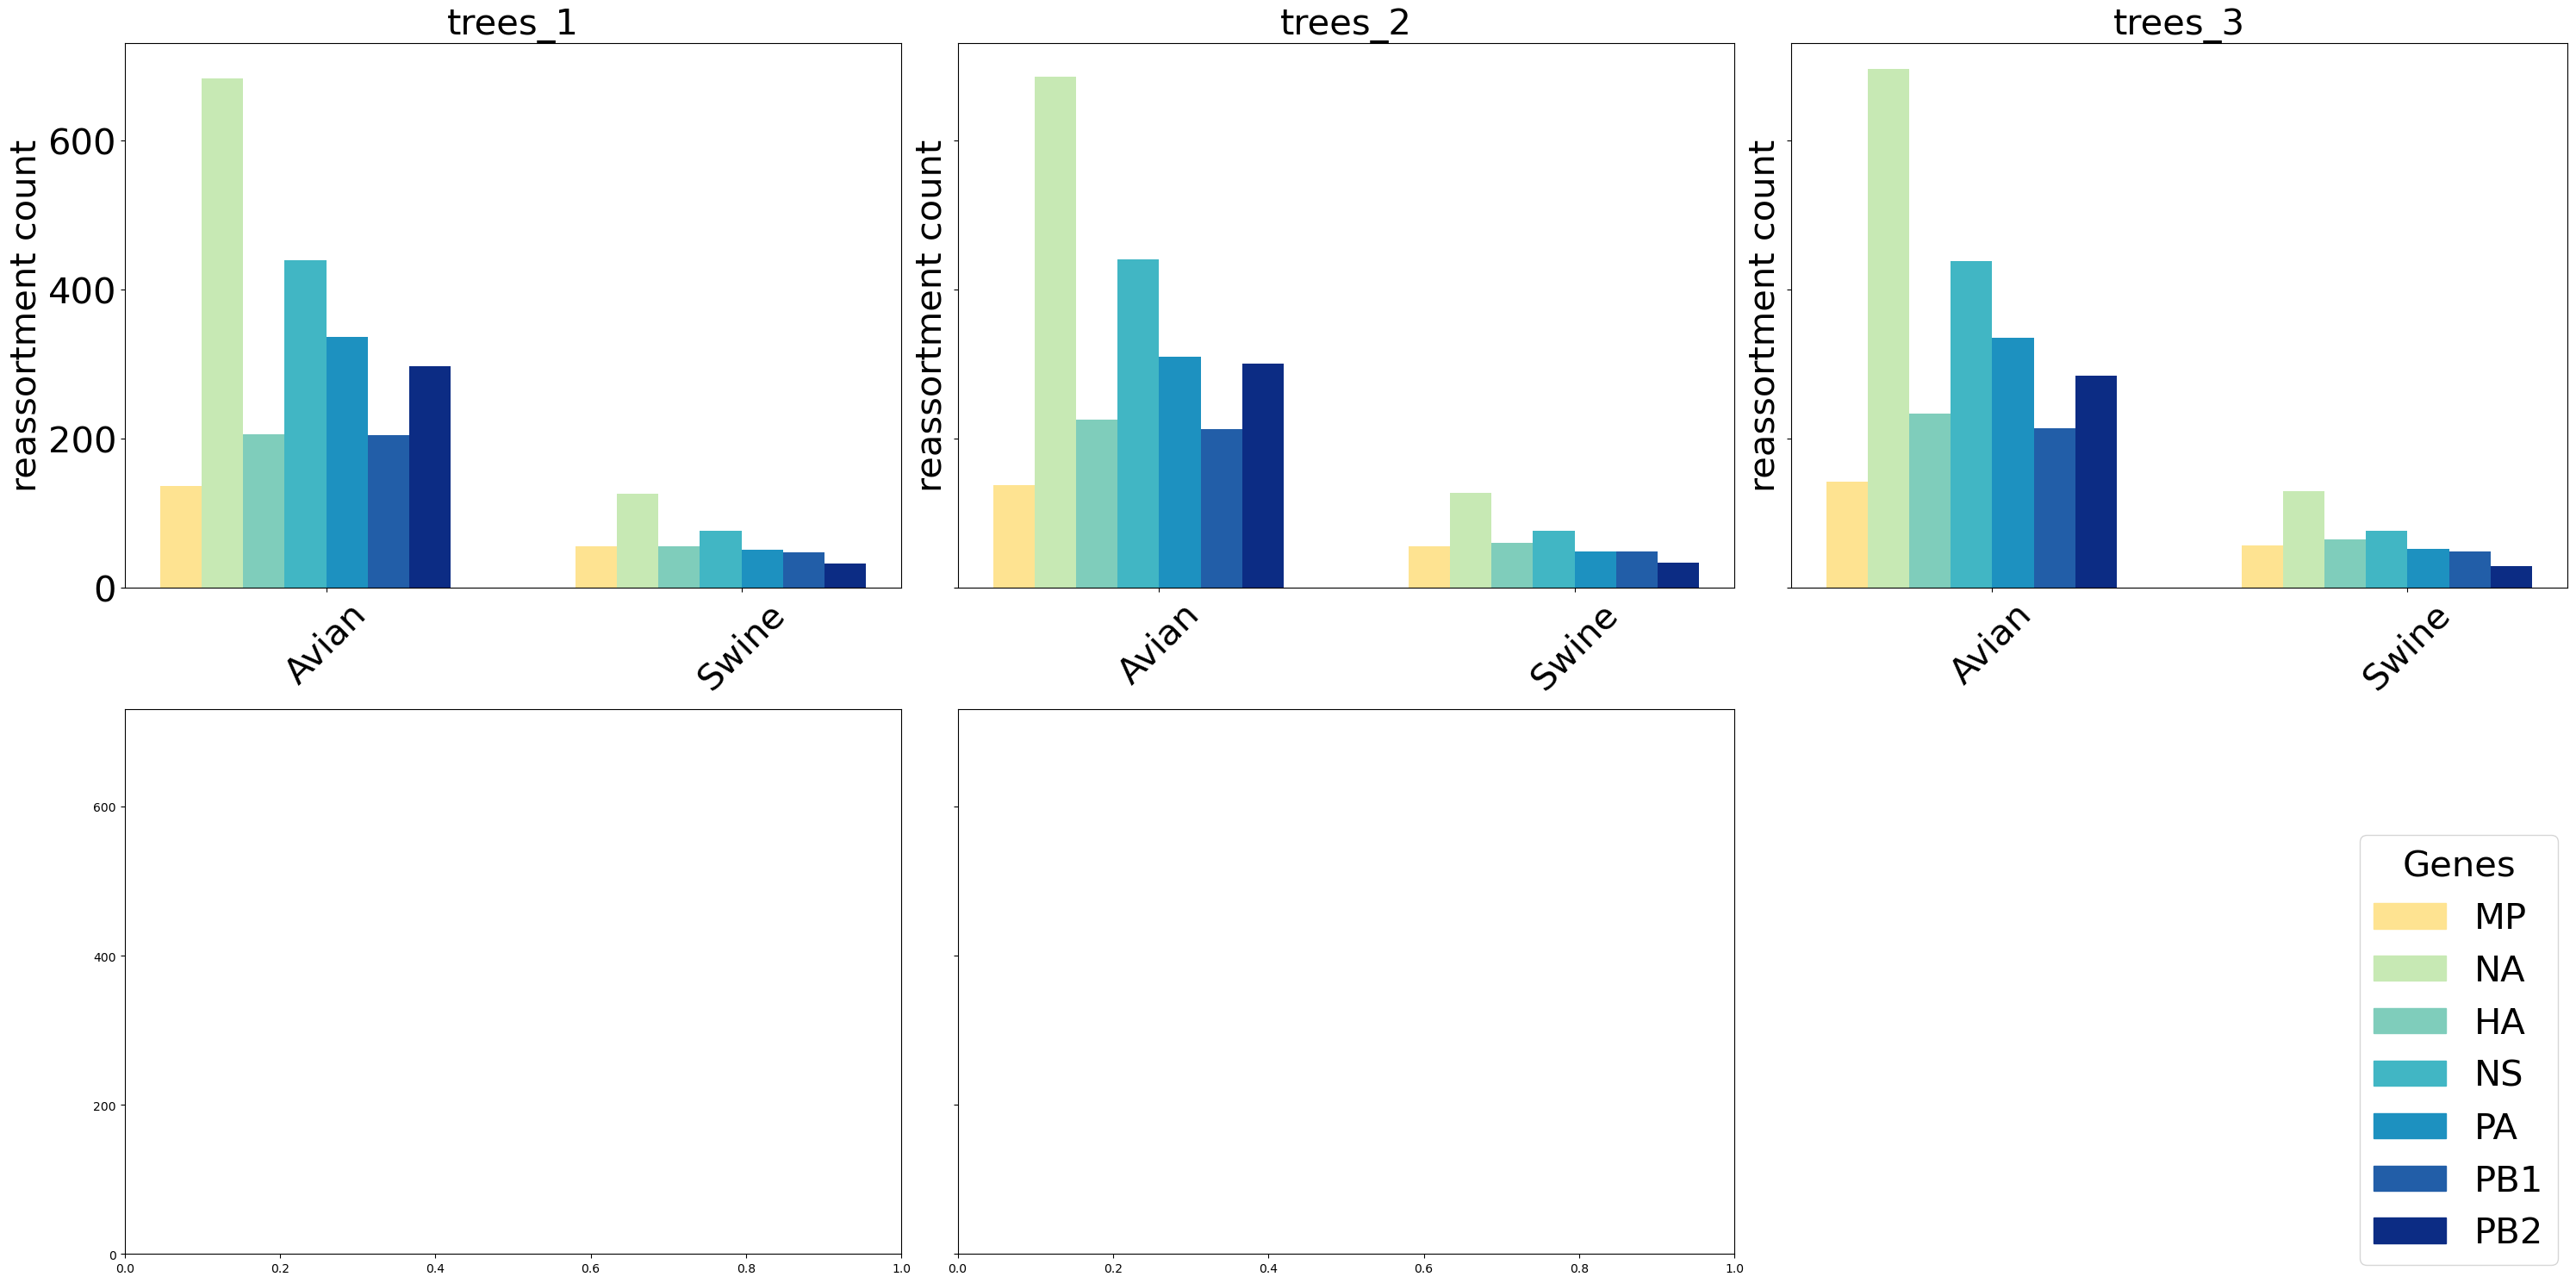 trees_1
trees_2
trees_3
reassortment count
600
400
200
0
Avian
Swine
reassortment count
Avian
Swine
reassortment count
Avian
Swine
600
400
200
0
0.0
0.2
0.4
0.6
0.8
1.0
0.0
0.2
0.4
0.6
0.8
1.0
Genes
MP
NA
HA
NS
PA
PB1
PB2